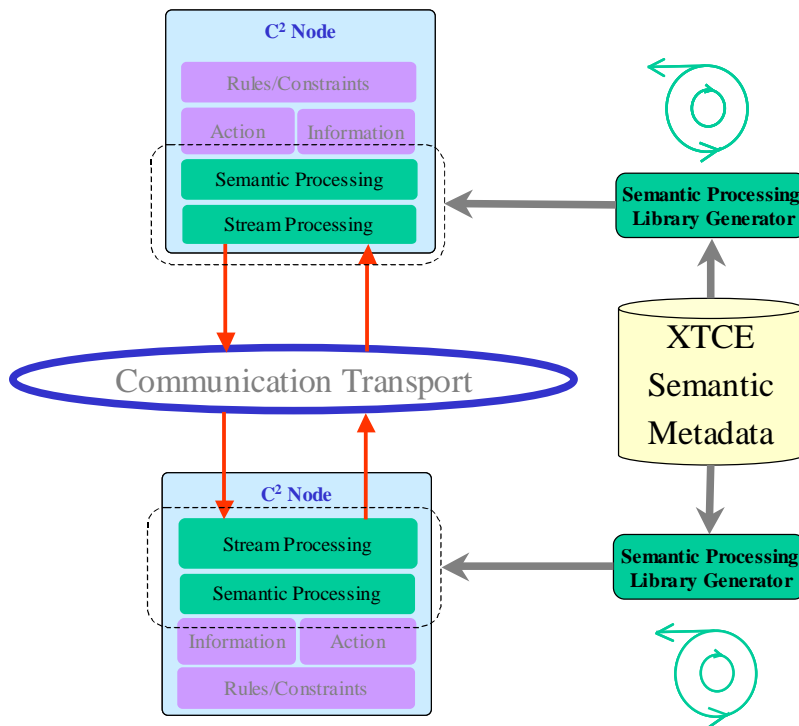 C² Node
Rules/Constraints
Action
Information
Semantic Processing
Stream Processing
Semantic Processing
Library Generator
XTCE
Semantic
Metadata
Communication Transport
C² Node
Stream Processing
Semantic Processing
Information
Action
Rules/Constraints
Semantic Processing
Library Generator